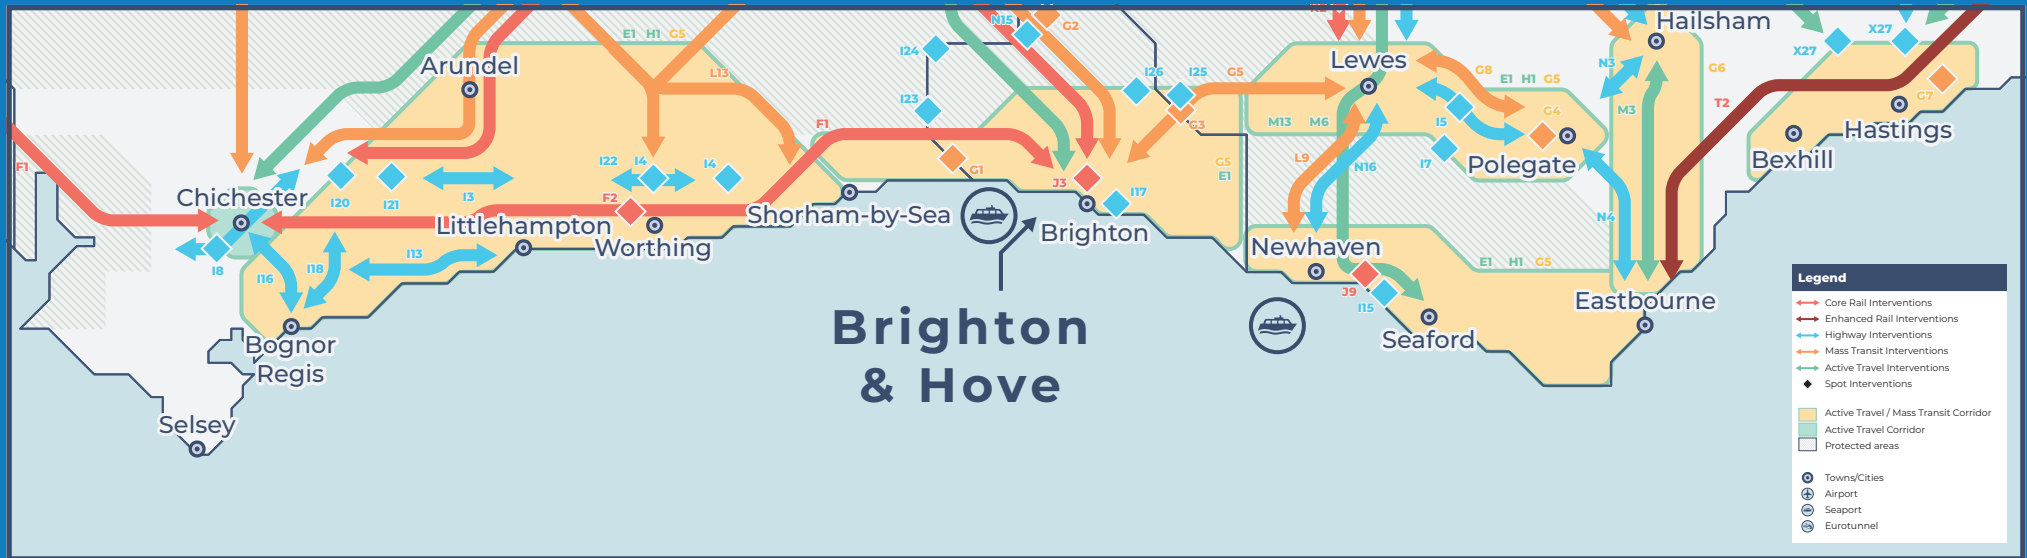 N15
G2
Hailsham
E1 H1 G5
I24
X27
X27
Arundel
L13
Lewes
N3
G6
I26
I25
G5
G8
E1 H1 G5
I23
T2
G7
M3
G4
F1
M13 M6
I5
G3
Hastings
F1
I22
I4
I4
L9
N16
G5
E1
I7
Polegate
Bexhill
G1
J3
I17
Chichester
I20
I21
I3
F2
Littlehampton
Worthing
Shorham-by-Sea
Brighton
N4
Newhaven
I8
I16
I18
I13
E1 H1 G5
J9
I15
Eastbourne
Seaford
Bognor
Regis
Selsey
Brighton
& Hove
Legend
Core Rail Interventions
Enhanced Rail Interventions
Highway Interventions
Mass Transit Interventions
Active Travel Interventions
Spot Interventions
Active Travel / Mass Transit Corridor
Active Travel Corridor
Protected areas
Towns/Cities
Airport
Seaport
Eurotunnel